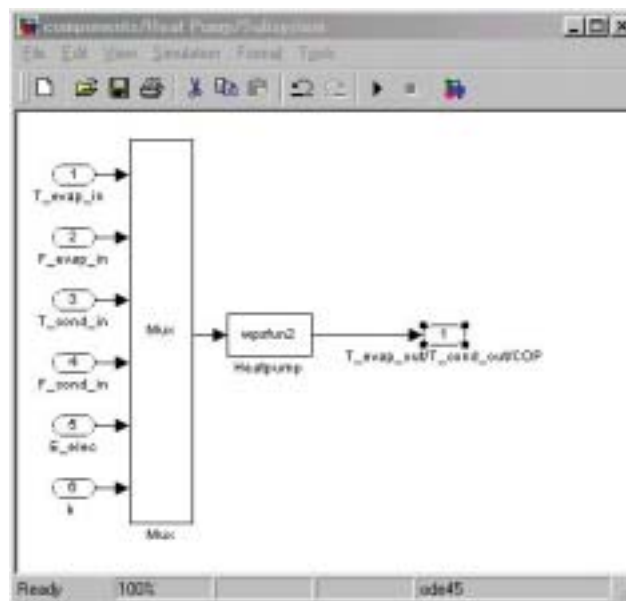 components/Heat Pump/Subsystem
File Edit View Simulation Format Tools
1
T_evap_in
2
F_evap_in
3
T_cond_in
4
F_cond_in
5
E_elec
6
k
Mux
Mux
wpsfun2
Heatpump
1
T_evap_out/T_cond_out/COP
Ready 100% ode45